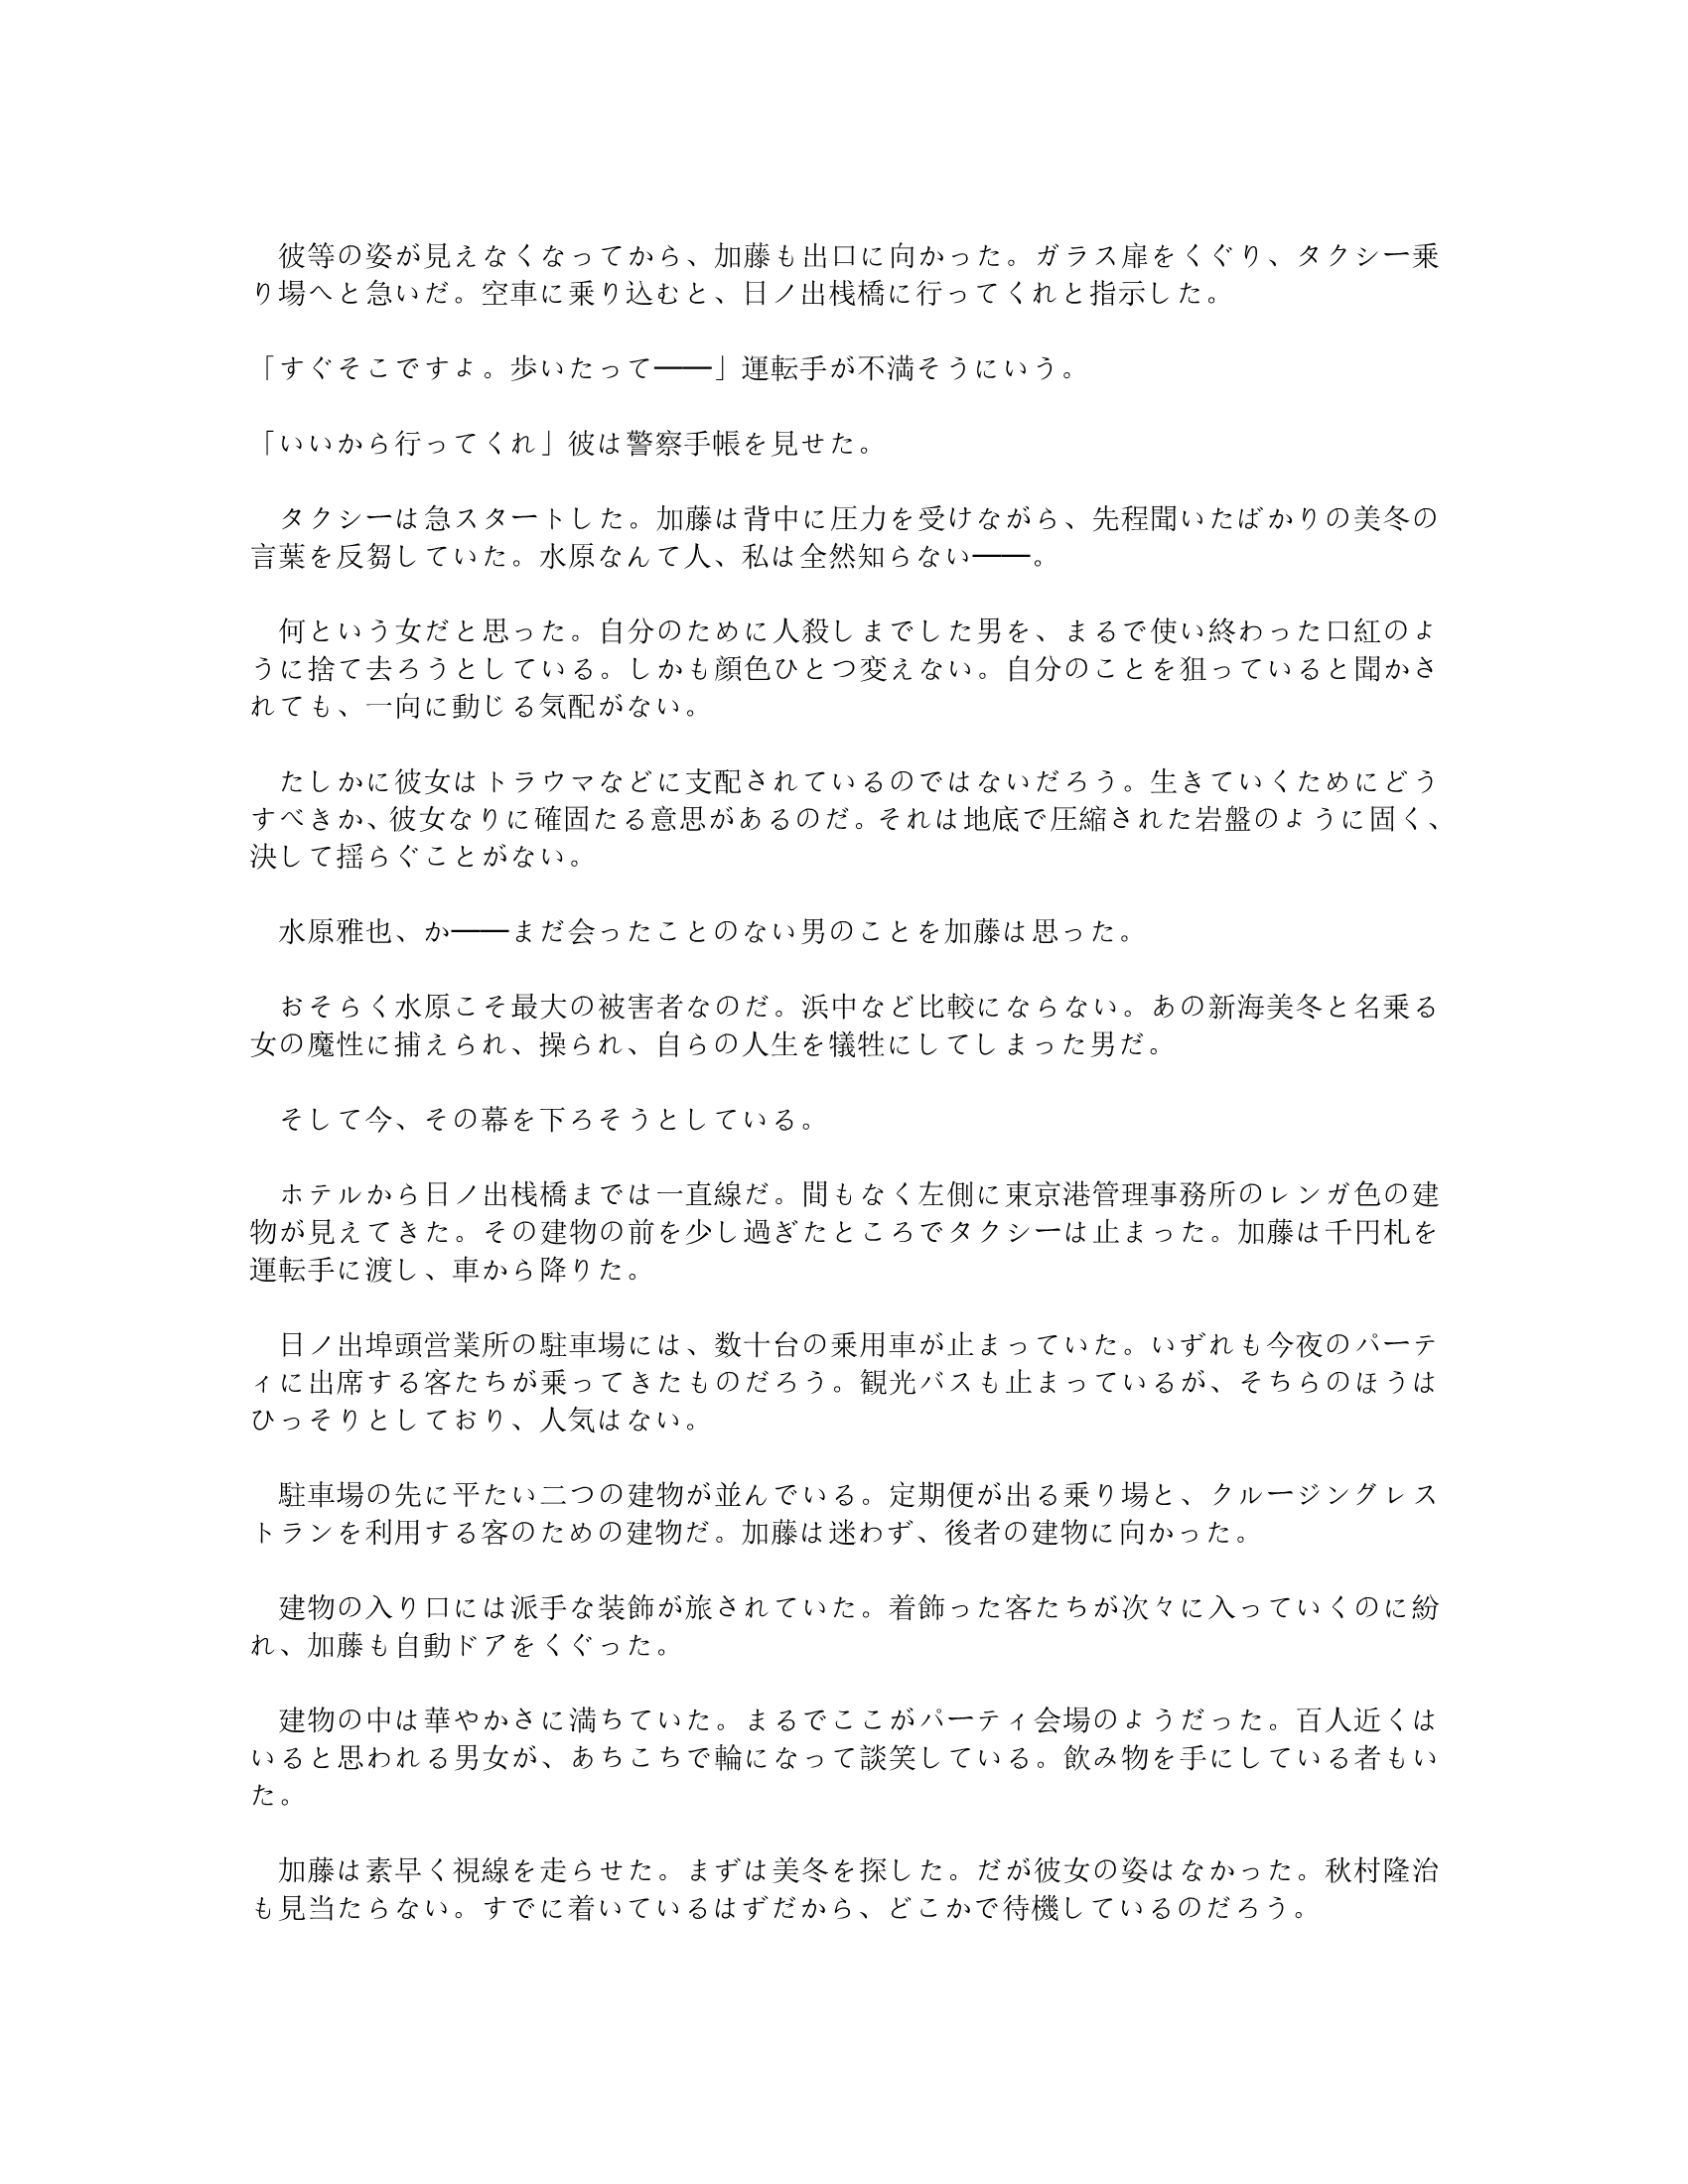 彼等の姿が見えなくなってから、加藤も出口に向かった。ガラス扉をくぐり、タクシー乗
り場へと急いだ。空車に乗り込むと、日ノ出桟橋に行ってくれと指示した。
「すぐそこですよ。歩いたって――」運転手が不満そうにいう。
「いいから行ってくれ」彼は警察手帳を見せた。
　タクシーは急スタートした。加藤は背中に圧力を受けながら、先程聞いたばかりの美冬の
言葉を反芻していた。水原なんて人、私は全然知らない――。
　何という女だと思った。自分のために人殺しまでした男を、まるで使い終わった口紅のよ
うに捨て去ろうとしている。しかも顔色ひとつ変えない。自分のことを狙っていると聞かさ
れても、一向に動じる気配がない。
　たしかに彼女はトラウマなどに支配されているのではないだろう。生きていくためにどう
すべきか、彼女なりに確固たる意思があるのだ。それは地底で圧縮された岩盤のように固く、
決して揺らぐことがない。
　水原雅也、か――まだ会ったことのない男のことを加藤は思った。
　おそらく水原こそ最大の被害者なのだ。浜中など比較にならない。あの新海美冬と名乗る
女の魔性に捕えられ、操られ、自らの人生を犠牲にしてしまった男だ。
　そして今、その幕を下ろそうとしている。
　ホテルから日ノ出桟橋までは一直線だ。間もなく左側に東京港管理事務所のレンガ色の建
物が見えてきた。その建物の前を少し過ぎたところでタクシーは止まった。加藤は千円札を
運転手に渡し、車から降りた。
　日ノ出埠頭営業所の駐車場には、数十台の乗用車が止まっていた。いずれも今夜のパーテ
ィに出席する客たちが乗ってきたものだろう。観光バスも止まっているが、そちらのほうは
ひっそりとしており、人気はない。
　駐車場の先に平たい二つの建物が並んでいる。定期便が出る乗り場と、クルージングレス
トランを利用する客のための建物だ。加藤は迷わず、後者の建物に向かった。
　建物の入り口には派手な装飾が旅されていた。着飾った客たちが次々に入っていくのに紛
れ、加藤も自動ドアをくぐった。
　建物の中は華やかさに満ちていた。まるでここがパーティ会場のようだった。百人近くは
いると思われる男女が、あちこちで輪になって談笑している。飲み物を手にしている者もい
た。
　加藤は素早く視線を走らせた。まずは美冬を探した。だが彼女の姿はなかった。秋村隆治
も見当たらない。すでに着いているはずだから、どこかで待機しているのだろう。